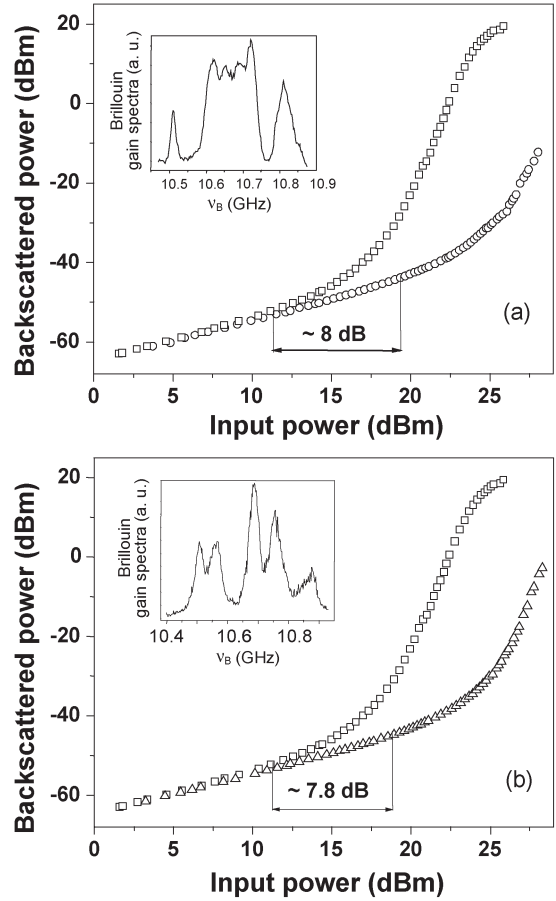 20
0
-20
-40
-60
Backscattered power (dBm)
Brillouin
gain spectra (a. u.)
10.5 10.6 10.7 10.8 10.9
νB (GHz)
(a)
~ 8 dB
0 5 10 15 20 25
Input power (dBm)
20
0
-20
-40
-60
Backscattered power (dBm)
Brillouin
gain spectra (a. u.)
10.4 10.6 10.8
νB (GHz)
(b)
~ 7.8 dB
0 5 10 15 20 25
Input power (dBm)